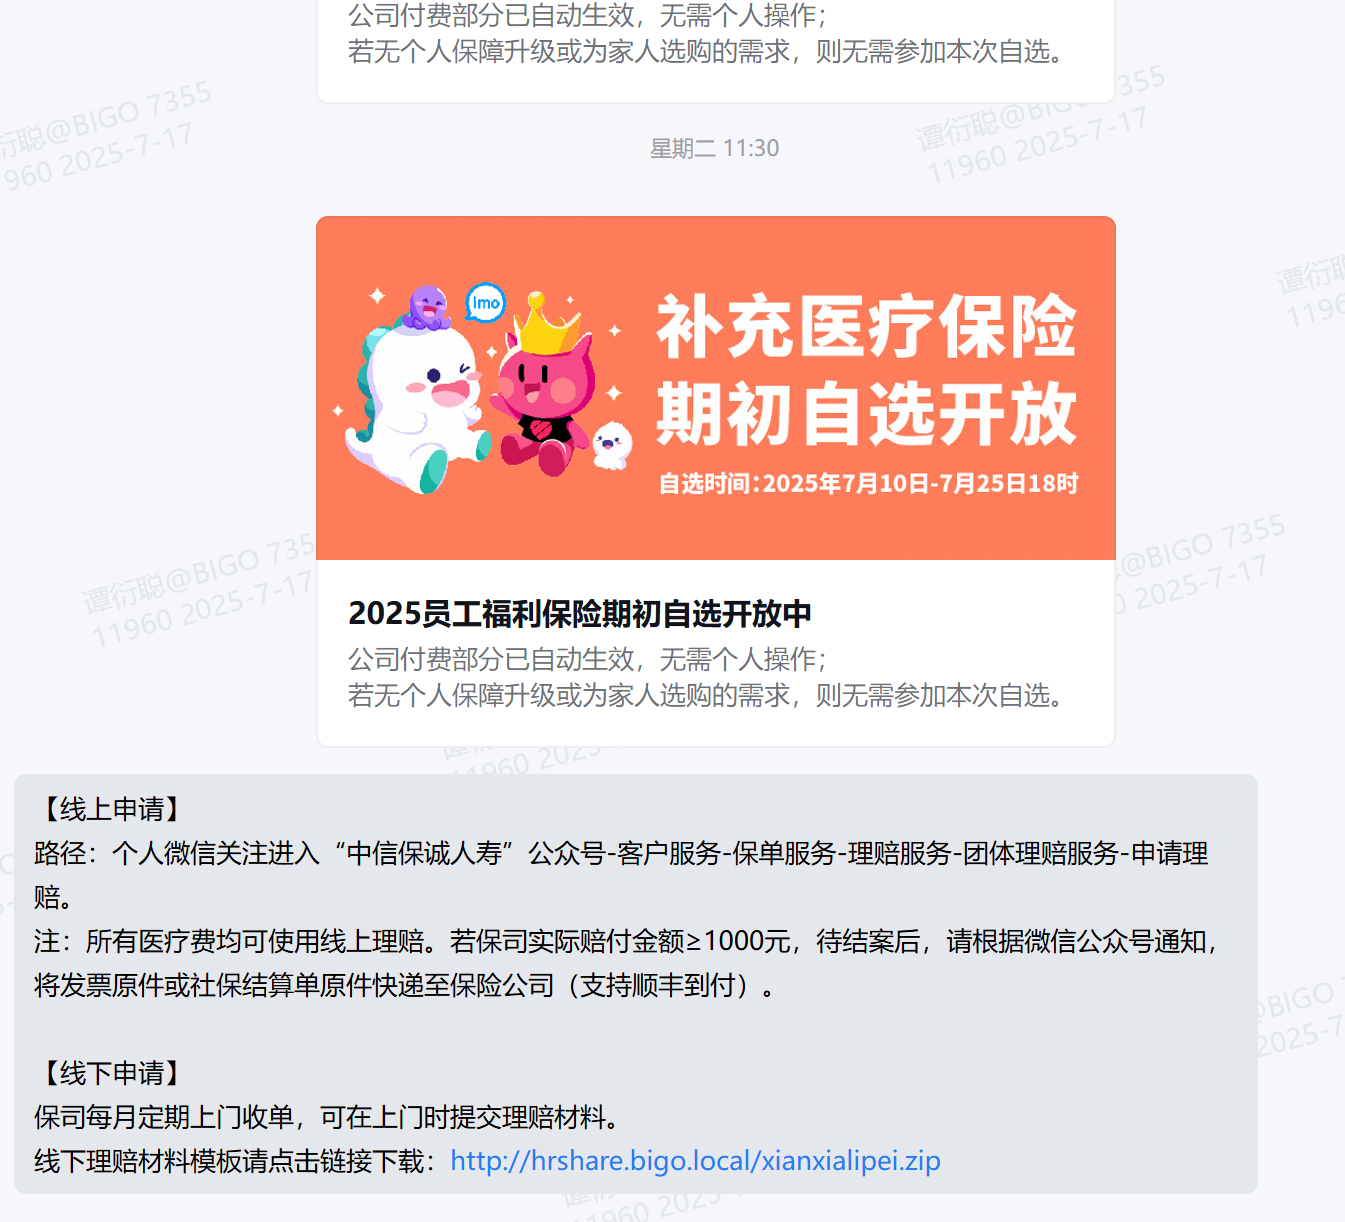 公司付费部分已自动生效，无需个人操作；
若无个人保障升级或为家人选购的需求，则无需参加本次自选。
谭衍聪@BIGO 7355
11960 2025-7-17
星期二 11:30
imo
补充医疗保险
期初自选开放
自选时间：2025年7月10日-7月25日18时
2025员工福利保险期初自选开放中
公司付费部分已自动生效，无需个人操作；
若无个人保障升级或为家人选购的需求，则无需参加本次自选。
【线上申请】
路径：个人微信关注进入“中信保诚人寿”公众号-客户服务-保单服务-理赔服务-团体理赔服务-申请理
赔。
注：所有医疗费均可使用线上理赔。若保司实际赔付金额≥1000元，待结案后，请根据微信公众号通知，
将发票原件或社保结算单原件快递至保险公司（支持顺丰到付）。
【线下申请】
保司每月定期上门收单，可在上门时提交理赔材料。
线下理赔材料模板请点击链接下载：http://hrshare.bigo.local/xianxialipei.zip